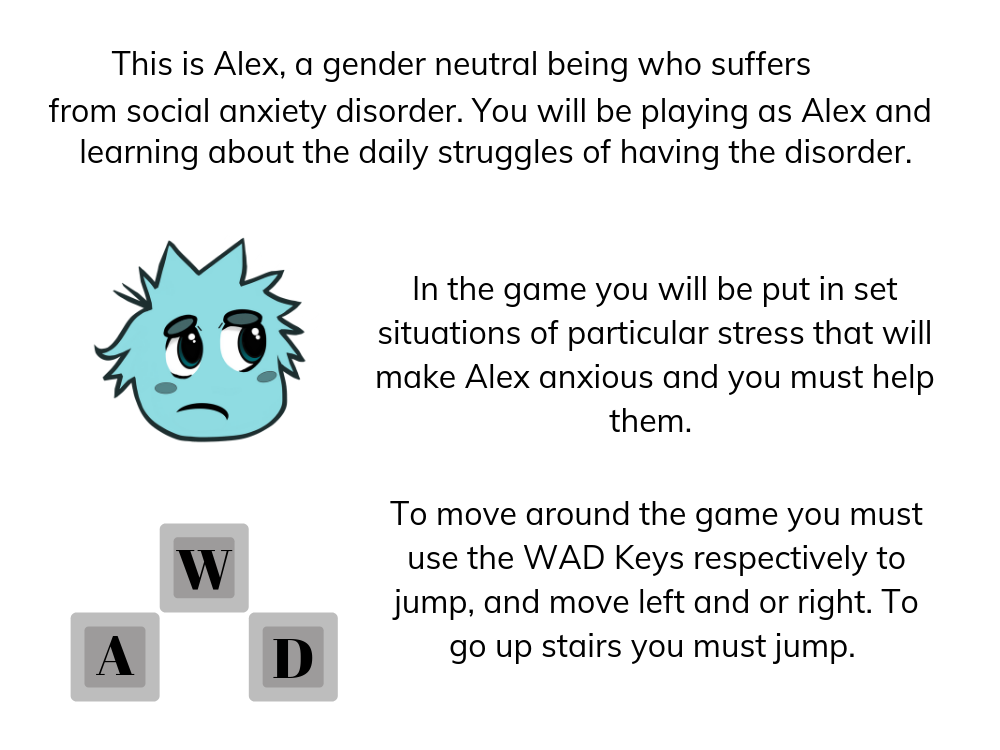 This is Alex, a gender neutral being who suffers
from social anxiety disorder. You will be playing as Alex and
learning about the daily struggles of having the disorder.
In the game you will be put in set
situations of particular stress that will
make Alex anxious and you must help
them.
To move around the game you must
use the WAD Keys respectively to
jump, and move left and or right. To
go up stairs you must jump.
W
A D